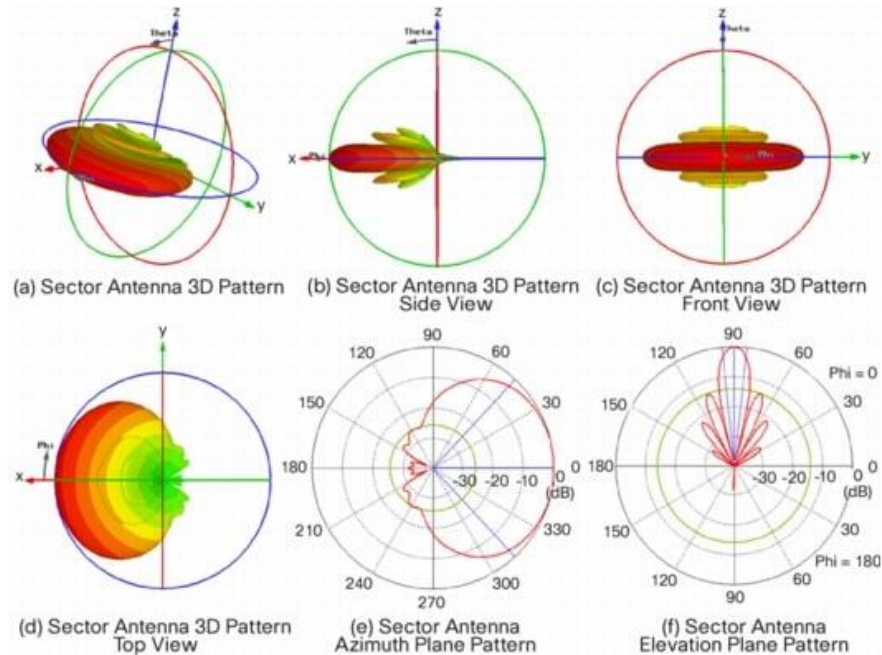 z
Theta
x
Phi
y
(a) Sector Antenna 3D Pattern
z
Theta
x
Phi
(b) Sector Antenna 3D Pattern
Side View
z
Theta
Phi
y
(c) Sector Antenna 3D Pattern
Front View
y
Phi
x
(d) Sector Antenna 3D Pattern
Top View
90
120
60
150
30
180
-30
-20
-10
0
0
(dB)
210
330
240
300
270
(e) Sector Antenna
Azimuth Plane Pattern
90
120
60
Phi = 0
150
30
180
-30
-20
-10
0
0
(dB)
150
30
120
60
Phi = 180
90
(f) Sector Antenna
Elevation Plane Pattern